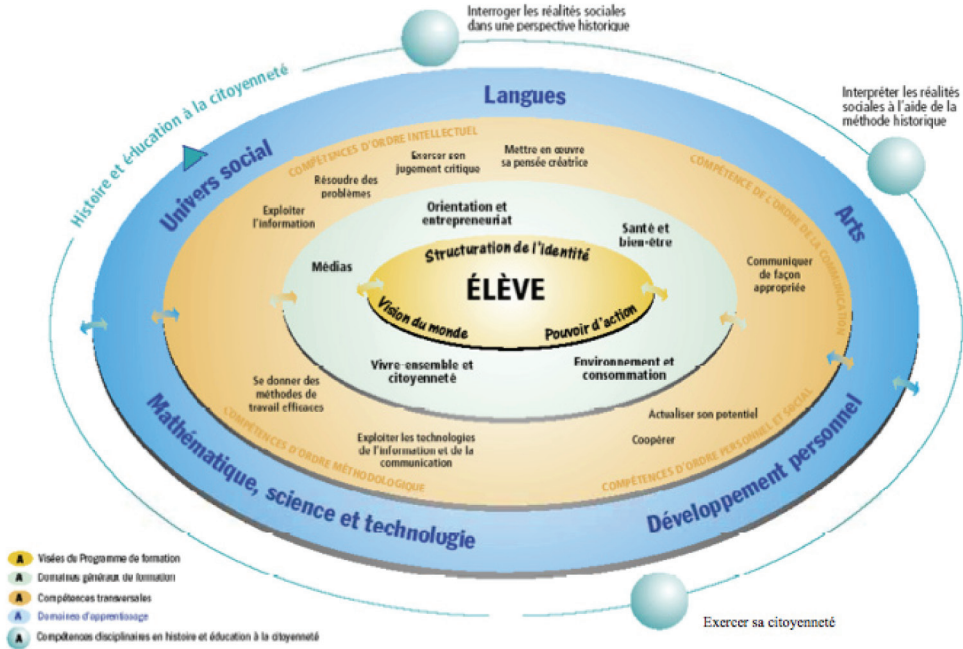 Interroger les réalités sociales
dans une perspective historique
Interpréter les réalités
sociales à l'aide de la
méthode historique
Histoire et éducation à la citoyenneté
Langues
Univers social
Arts
COMPÉTENCES D'ORDRE INTELLECTUEL
COMPÉTENCE DE L'ORDRE DE LA COMMUNICATION
Mettre en œuvre
sa pensée créatrice
Exercer son
jugement critique
Résoudre des
problèmes
Exploiter
l'information
Orientation et
entrepreneuriat
Santé et
bien-être
Structuration de l'identité
Médias
ÉLÈVE
Communiquer
de façon
appropriée
Vision du monde
Pouvoir d'action
Vivre-ensemble et
citoyenneté
Environnement et
consommation
Se donner des
méthodes de
travail efficaces
Actualiser son potentiel
Exploiter les technologies
de l'information et de la
communication
Coopérer
COMPÉTENCES D'ORDRE MÉTHODOLOGIQUE
COMPÉTENCES D'ORDRE PERSONNEL ET SOCIAL
Mathématique, science et technologie
Développement personnel
A Visées du Programme de formation
A Domaines généraux de formation
A Compétences transversales
A Domaines d'apprentissage
A Compétences disciplinaires en histoire et éducation à la citoyenneté
Exercer sa citoyenneté